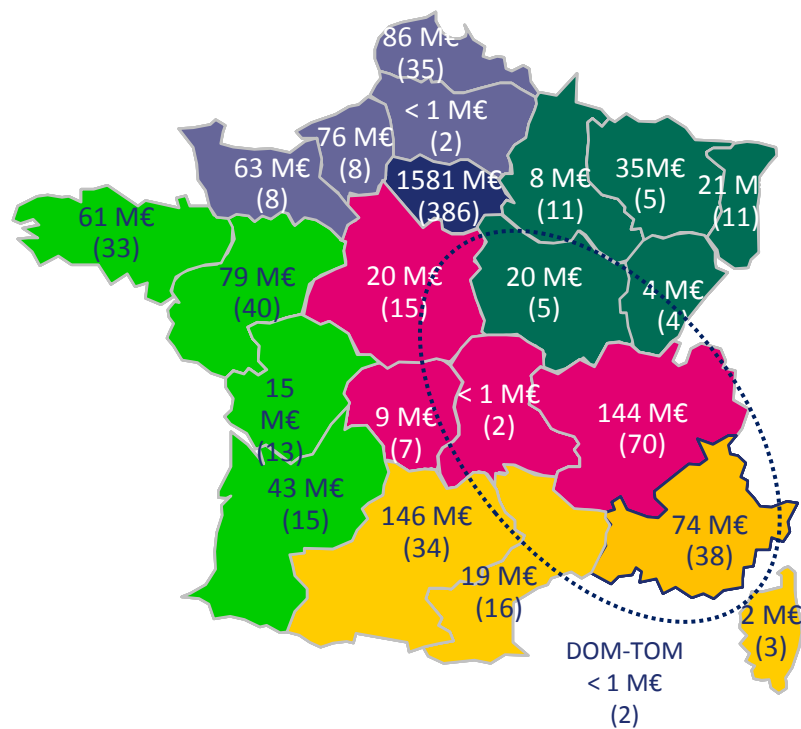 86 M€
(35)
< 1 M€
(2)
76 M€
(8)
63 M€
(8)
1581 M€
(386)
8 M€
(11)
35M€
(5)
21 M
(11)
61 M€
(33)
79 M€
(40)
20 M€
(15)
20 M€
(5)
4 M€
(4
15
M€
(13)
9 M€
(7)
< 1 M€
(2)
144 M€
(70)
43 M€
(15)
146 M€
(34)
74 M€
(38)
19 M€
(16)
2 M€
(3)
DOM-TOM
< 1 M€
(2)